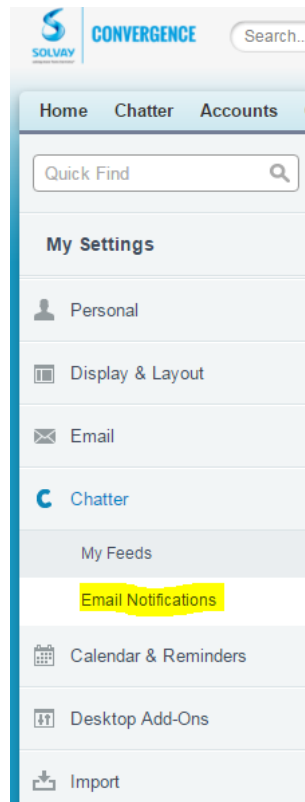 SOLVAY
CONVERGENCE
Search...
Home Chatter Accounts
Quick Find
My Settings
Personal
Display & Layout
Email
Chatter
My Feeds
Email Notifications
Calendar & Reminders
Desktop Add-Ons
Import